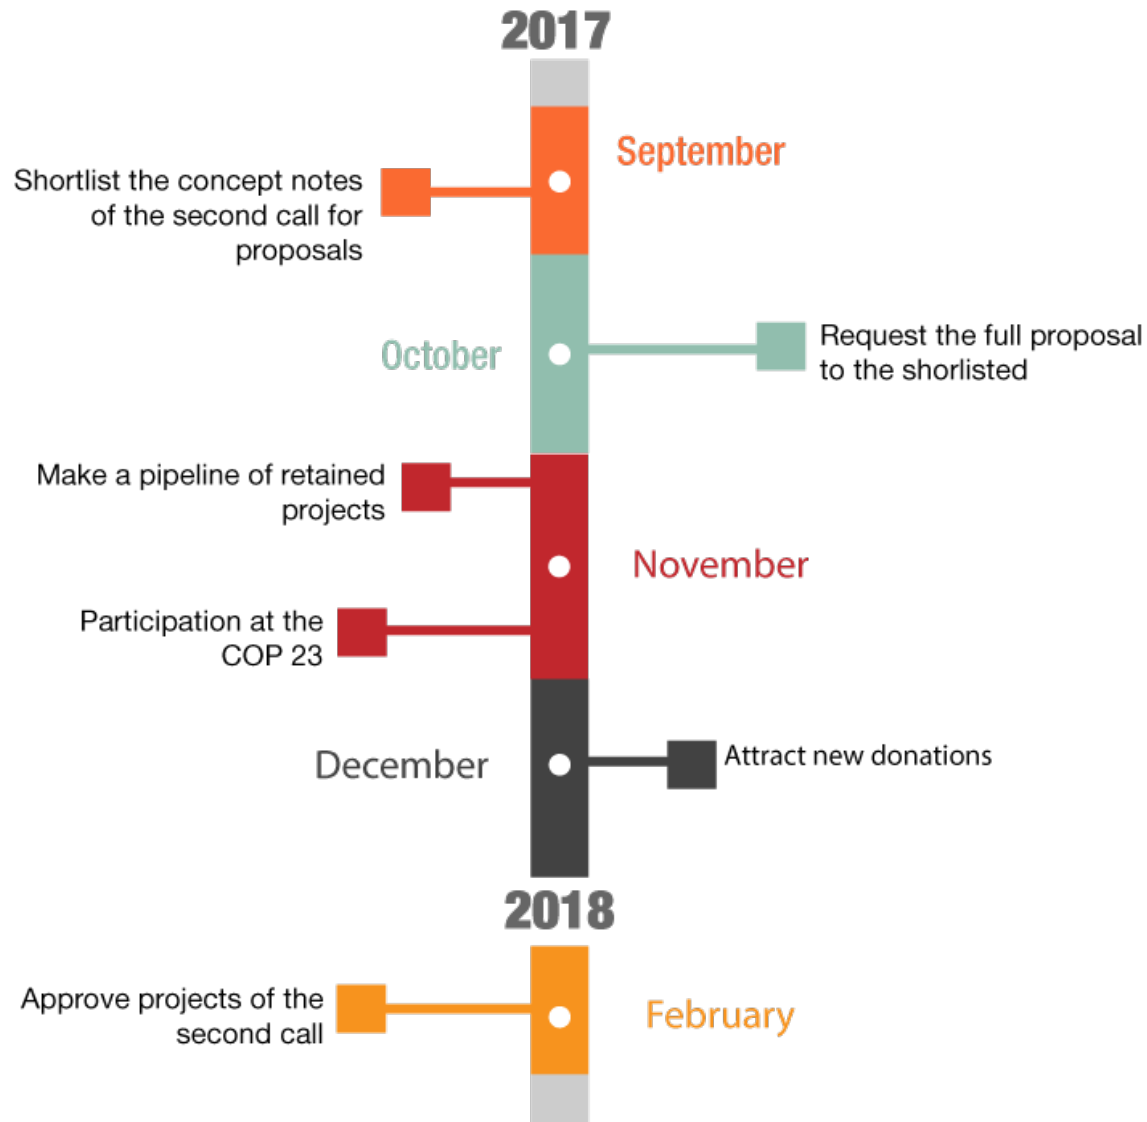 2017
September
Shortlist the concept notes
of the second call for
proposals
October
Request the full proposal
to the shorlisted
Make a pipeline of retained
projects
November
Participation at the
COP 23
December
Attract new donations
2018
Approve projects of the
second call
February